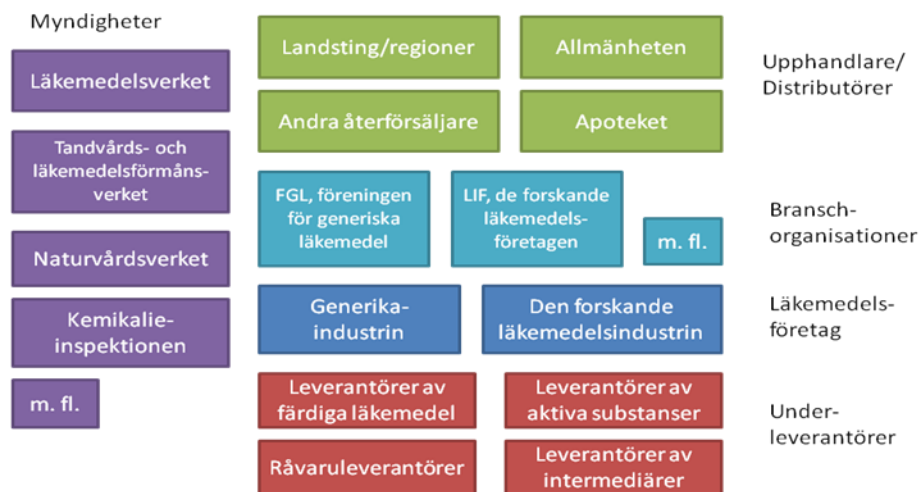 Myndigheter
Läkemedelsverket
Tandvårds- och
läkemedelsförmåns-
verket
Naturvårdsverket
Kemikalie-
inspektionen
m. fl.
Landsting/regioner
Allmänheten
Andra återförsäljare
Apoteket
Upphandlare/
Distributörer
FGL, föreningen
för generiska
läkemedel
LIF, de forskande
läkemedels-
företagen
m. fl.
Bransch-
organisationer
Generika-
industrin
Den forskande
läkemedelsindustrin
Läkemedels-
företag
Leverantörer av
färdiga läkemedel
Leverantörer av
aktiva substanser
Råvaruleverantörer
Leverantörer av
intermediärer
Under-
leverantörer